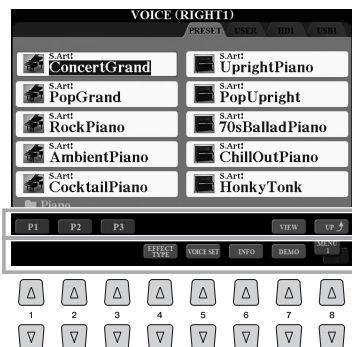 VOICE (RIGHT1)
PRESET USER HD1 USB1
S.Art!
ConcertGrand
S.Art!
UprightPiano
S.Art!
PopGrand
S.Art!
PopUpright
S.Art!
RockPiano
S.Art!
70sBalladPiano
S.Art!
AmbientPiano
S.Art!
ChillOutPiano
S.Art!
CocktailPiano
S.Art!
HonkyTonk
Piano
P1 P2 P3 VIEW UP
EFFECT TYPE VOICE SET INFO DEMO MENU 1
1 2 3 4 5 6 7 8